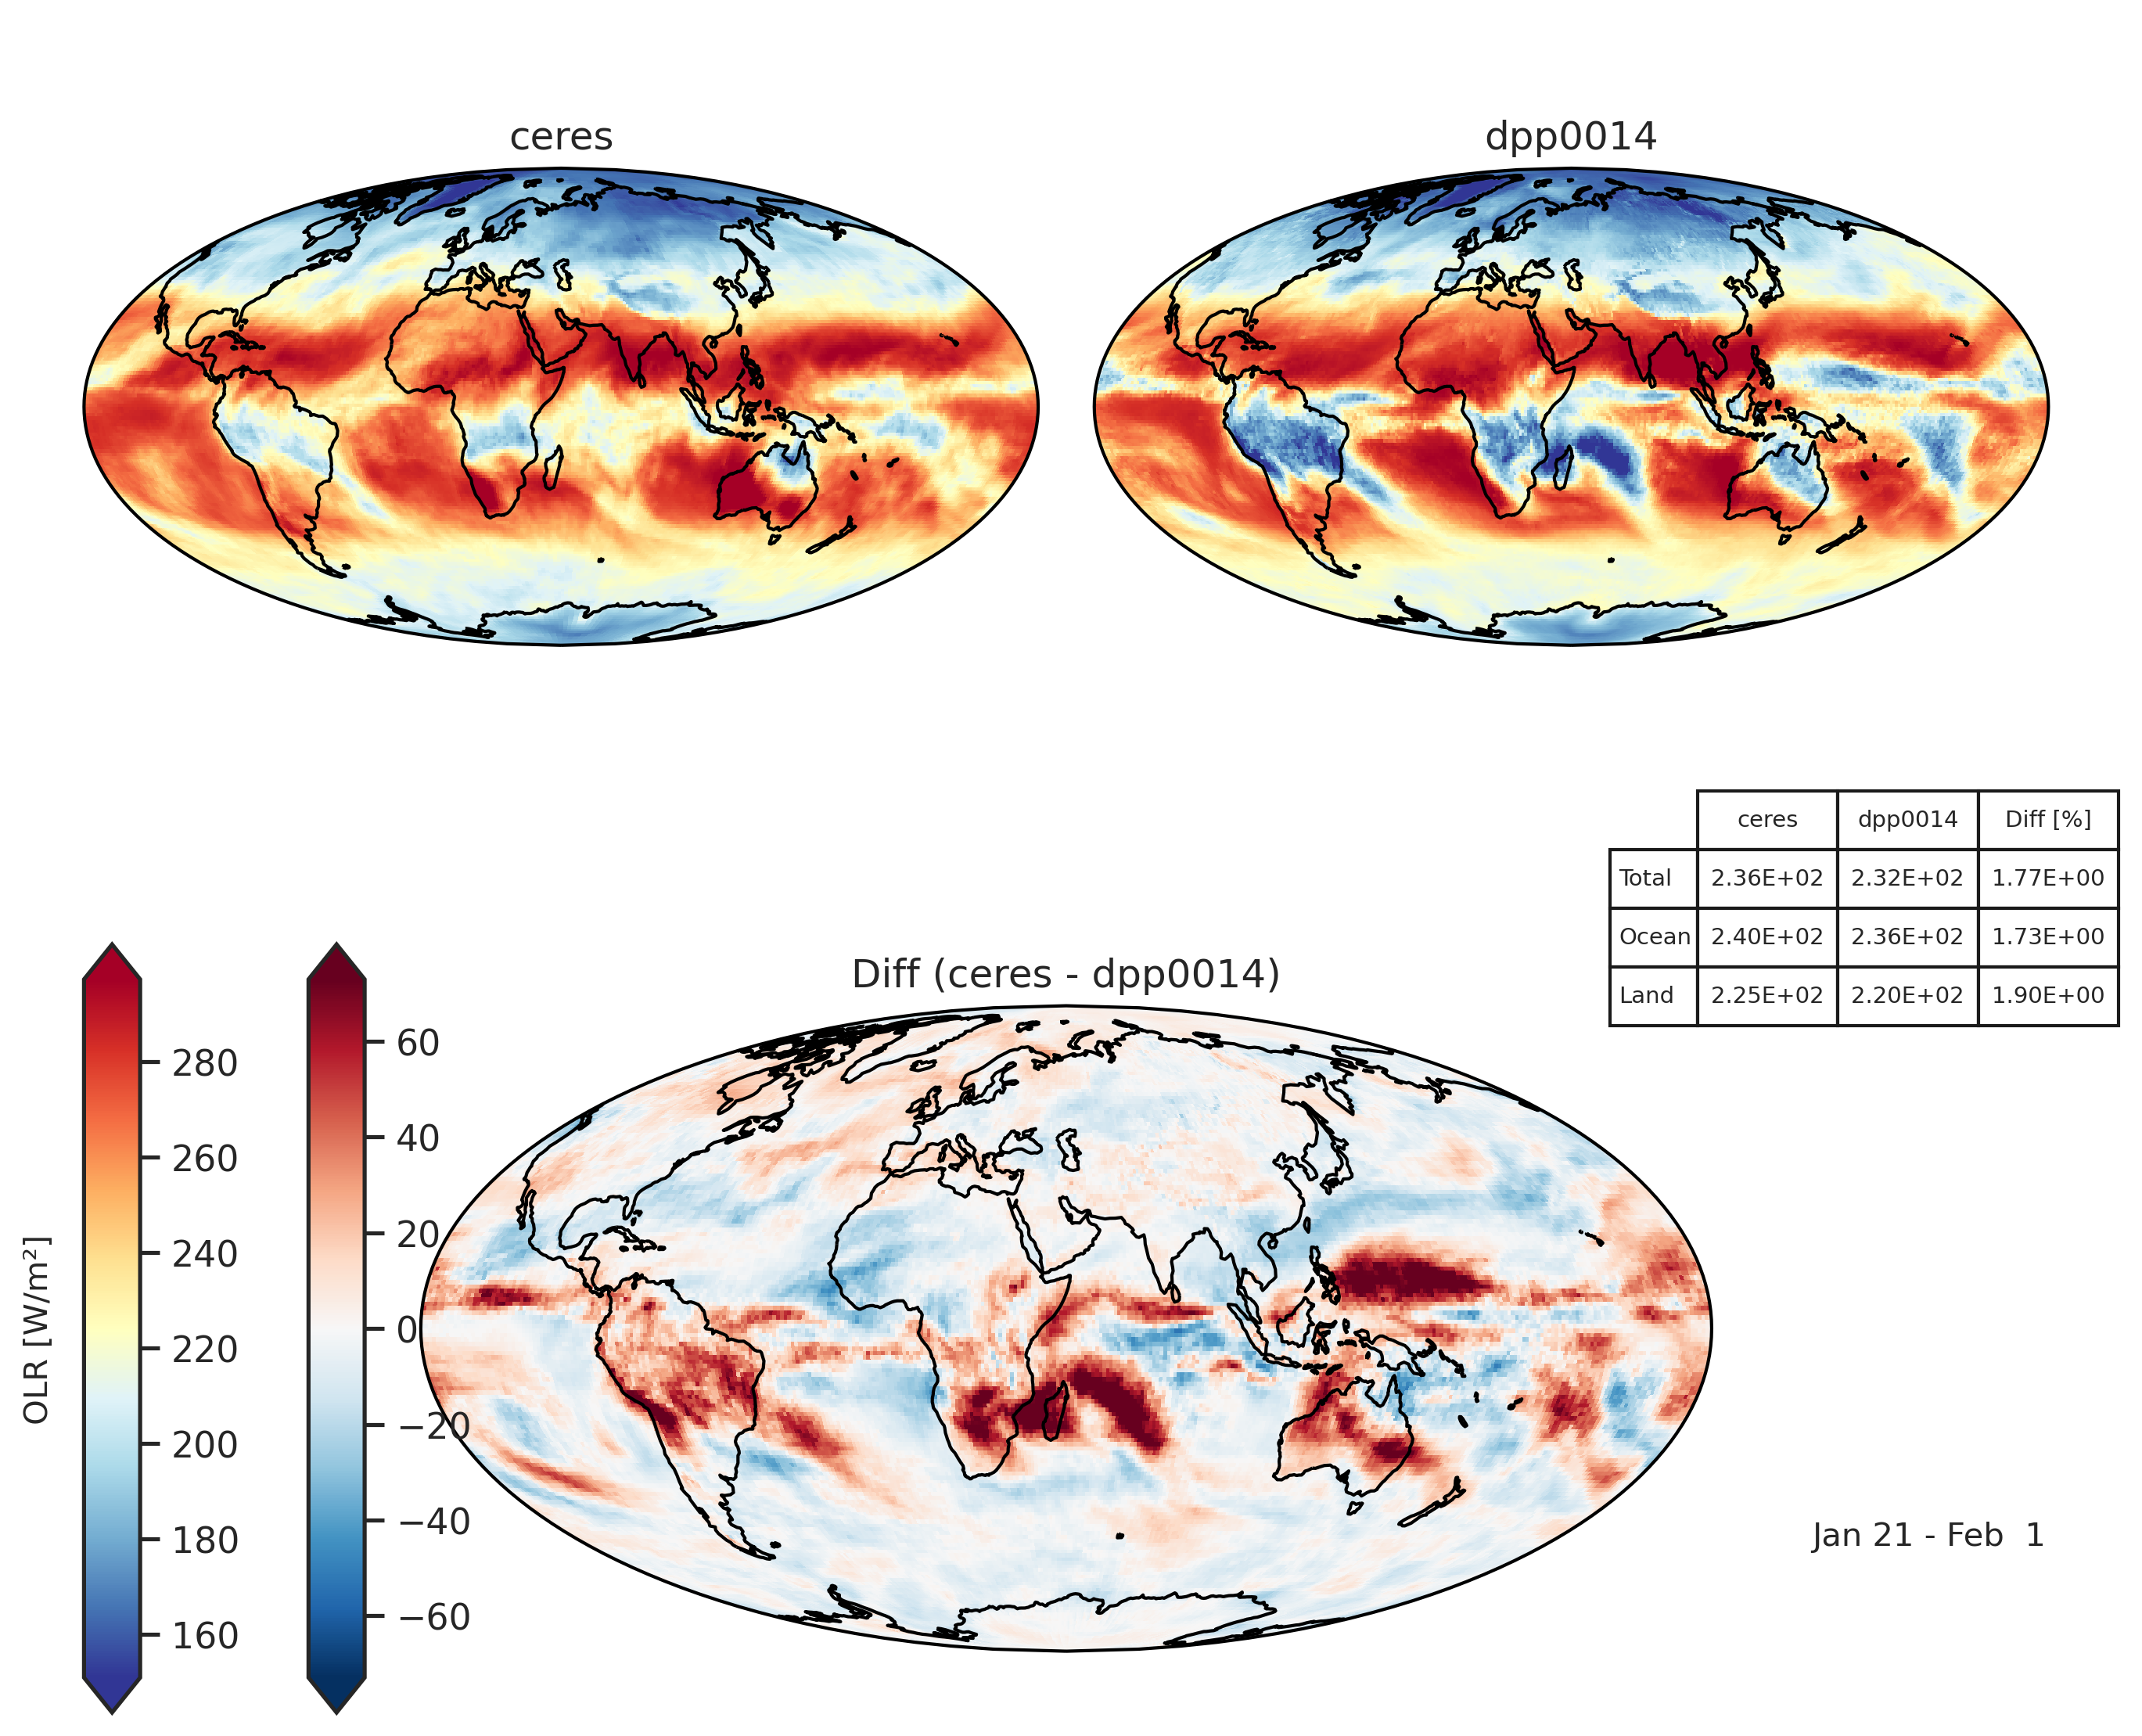 ceres
dpp0014
ceres dpp0014 Diff [%]
Total 2.36E+02 2.32E+02 1.77E+00
Ocean 2.40E+02 2.36E+02 1.73E+00
Land 2.25E+02 2.20E+02 1.90E+00
Diff (ceres - dpp0014)
OLR [W/m²]
280
260
240
220
200
180
160
60
40
20
0
−20
−40
−60
Jan 21 - Feb 1